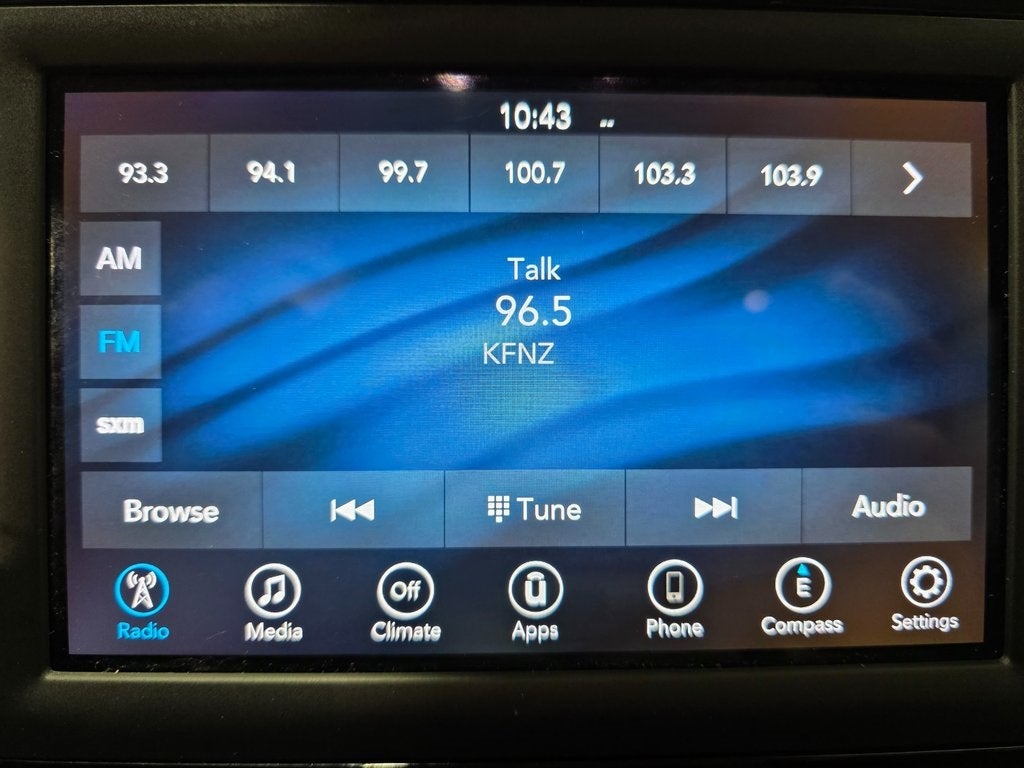 10:43 --
93.3 94.1 99.7 100.7 103.3 103.9
AM
FM
sxm
Talk
96.5
KFNZ
Browse Tune Audio
Off E
Radio Media Climate Apps Phone Compass Settings